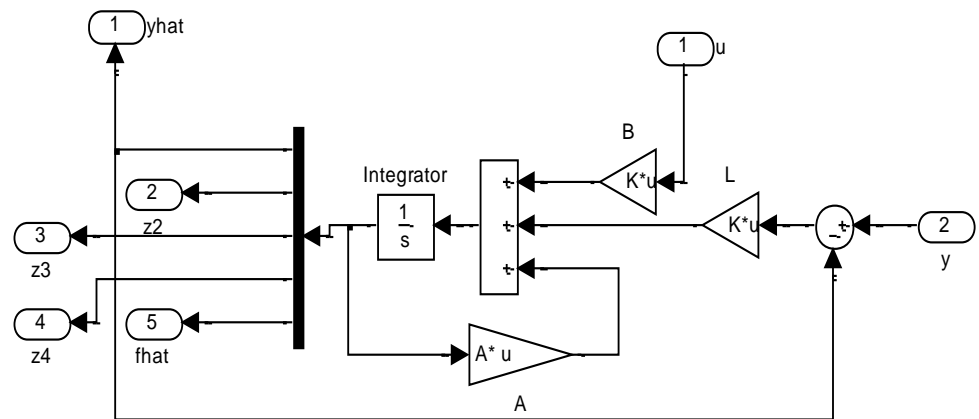 1
yhat
1
u
B
Integrator
K*u
L
2
z2
1
s
K*u
2
y
3
z3
4
z4
5
fhat
A* u
A
+
+
+
+
−